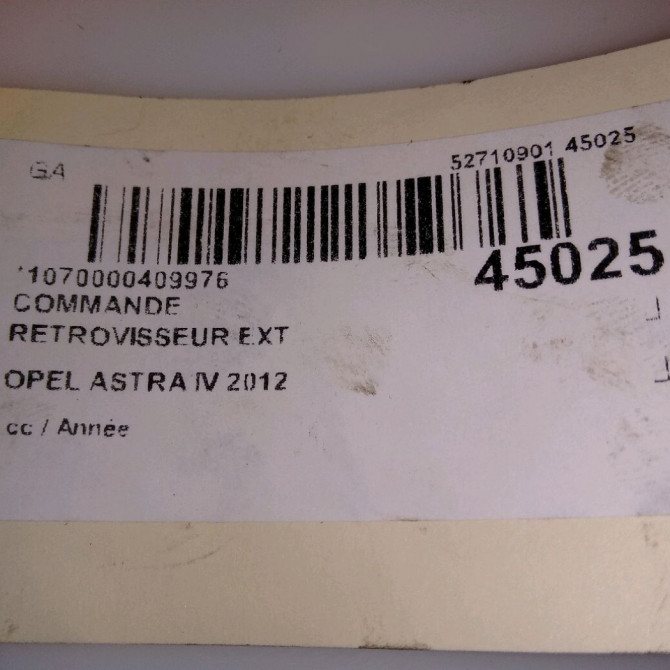 G4
52710901 45025
*1070000409976
45025
COMMANDE
RETROVISSEUR EXT
OPEL ASTRA IV 2012
cc / Année